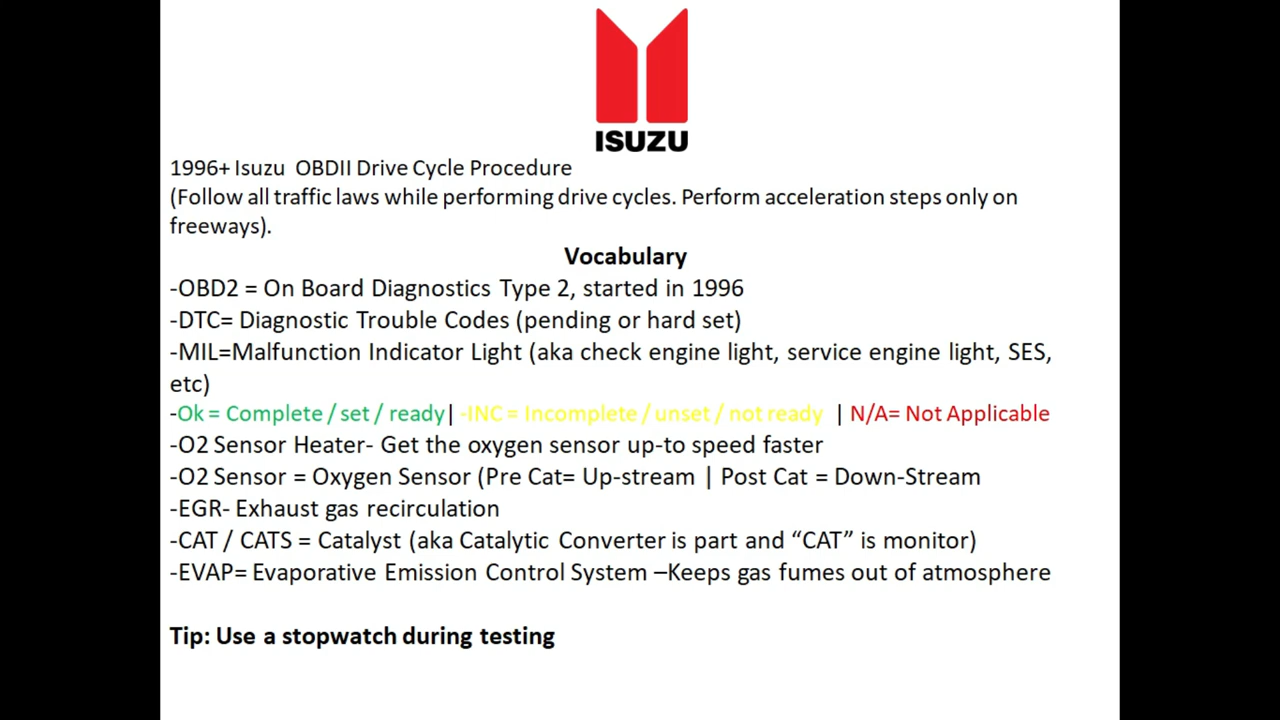 ISUZU
1996+ Isuzu OBDII Drive Cycle Procedure
(Follow all traffic laws while performing drive cycles. Perform acceleration steps only on
freeways).
Vocabulary
-OBD2 = On Board Diagnostics Type 2, started in 1996
-DTC= Diagnostic Trouble Codes (pending or hard set)
-MIL=Malfunction Indicator Light (aka check engine light, service engine light, SES,
etc)
-Ok = Complete / set / ready| -INC = Incomplete / unset / not ready | N/A= Not Applicable
-O2 Sensor Heater- Get the oxygen sensor up-to speed faster
-O2 Sensor = Oxygen Sensor (Pre Cat= Up-stream | Post Cat = Down-Stream
-EGR- Exhaust gas recirculation
-CAT / CATS = Catalyst (aka Catalytic Converter is part and “CAT” is monitor)
-EVAP= Evaporative Emission Control System –Keeps gas fumes out of atmosphere
Tip: Use a stopwatch during testing